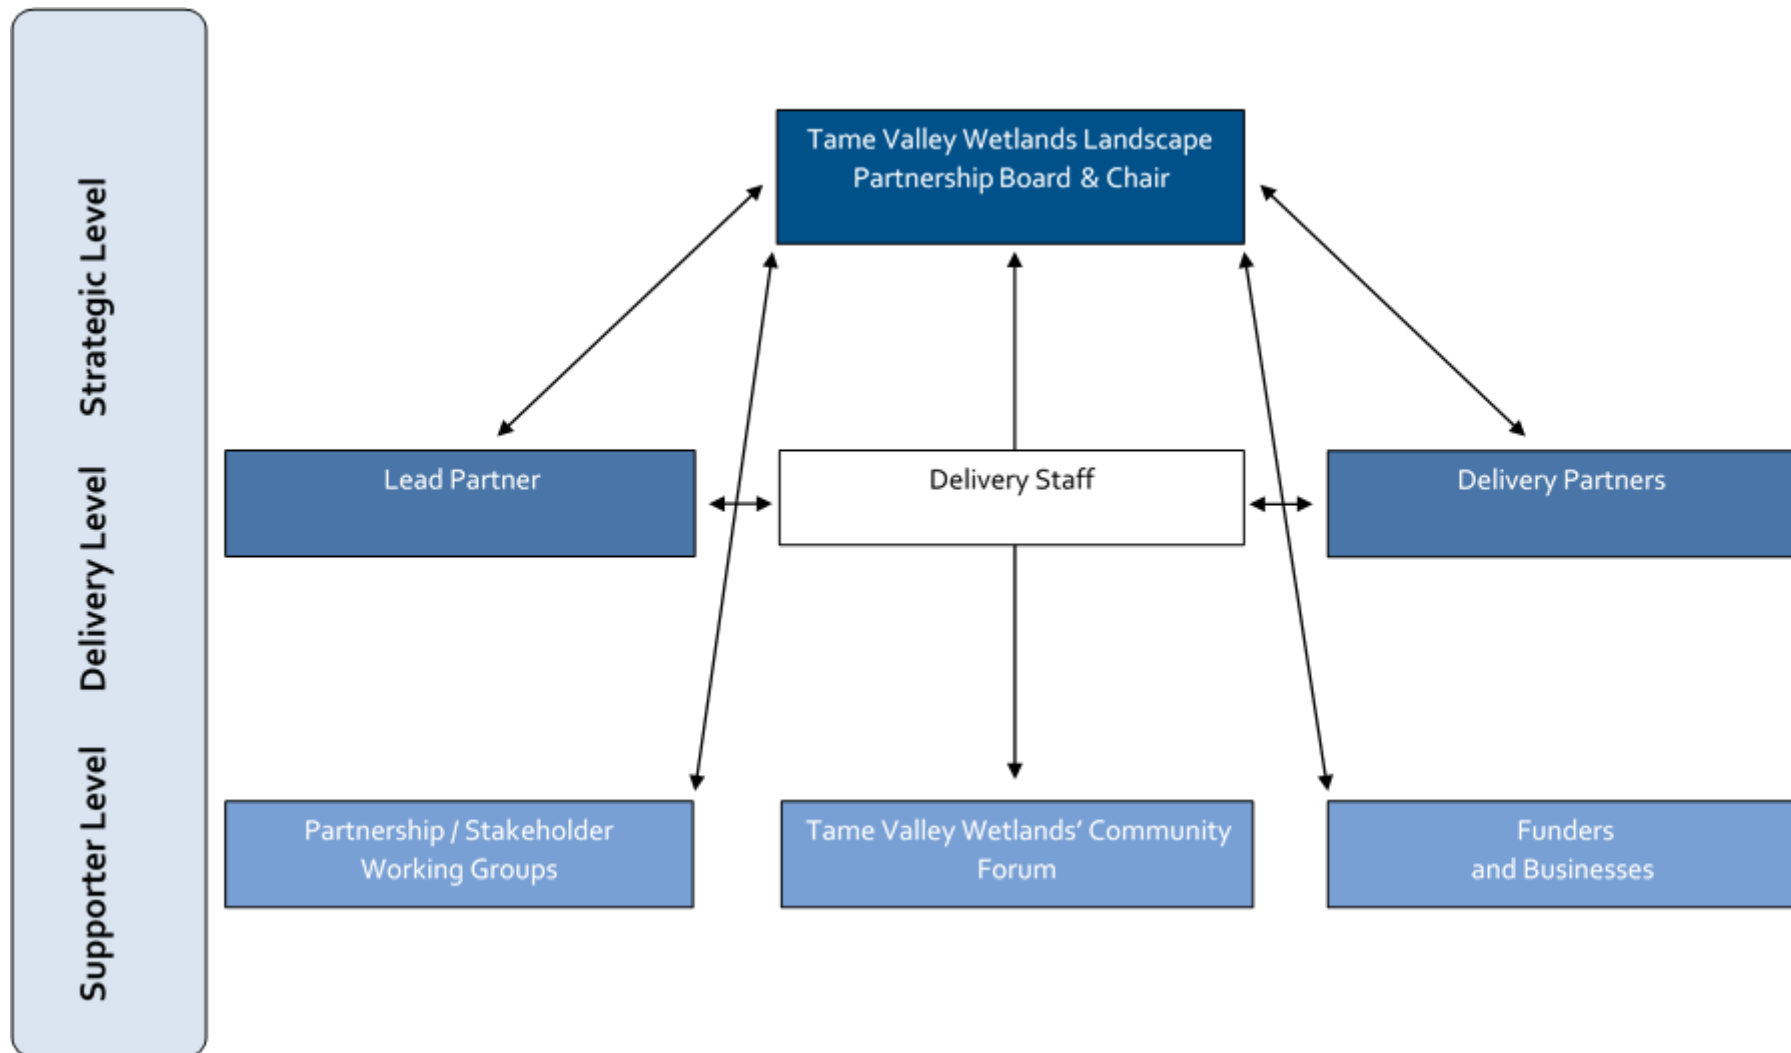 Strategic Level
Delivery Level
Supporter Level
Tame Valley Wetlands Landscape
Partnership Board & Chair
Lead Partner
Delivery Staff
Delivery Partners
Partnership / Stakeholder
Working Groups
Tame Valley Wetlands’ Community
Forum
Funders
and Businesses